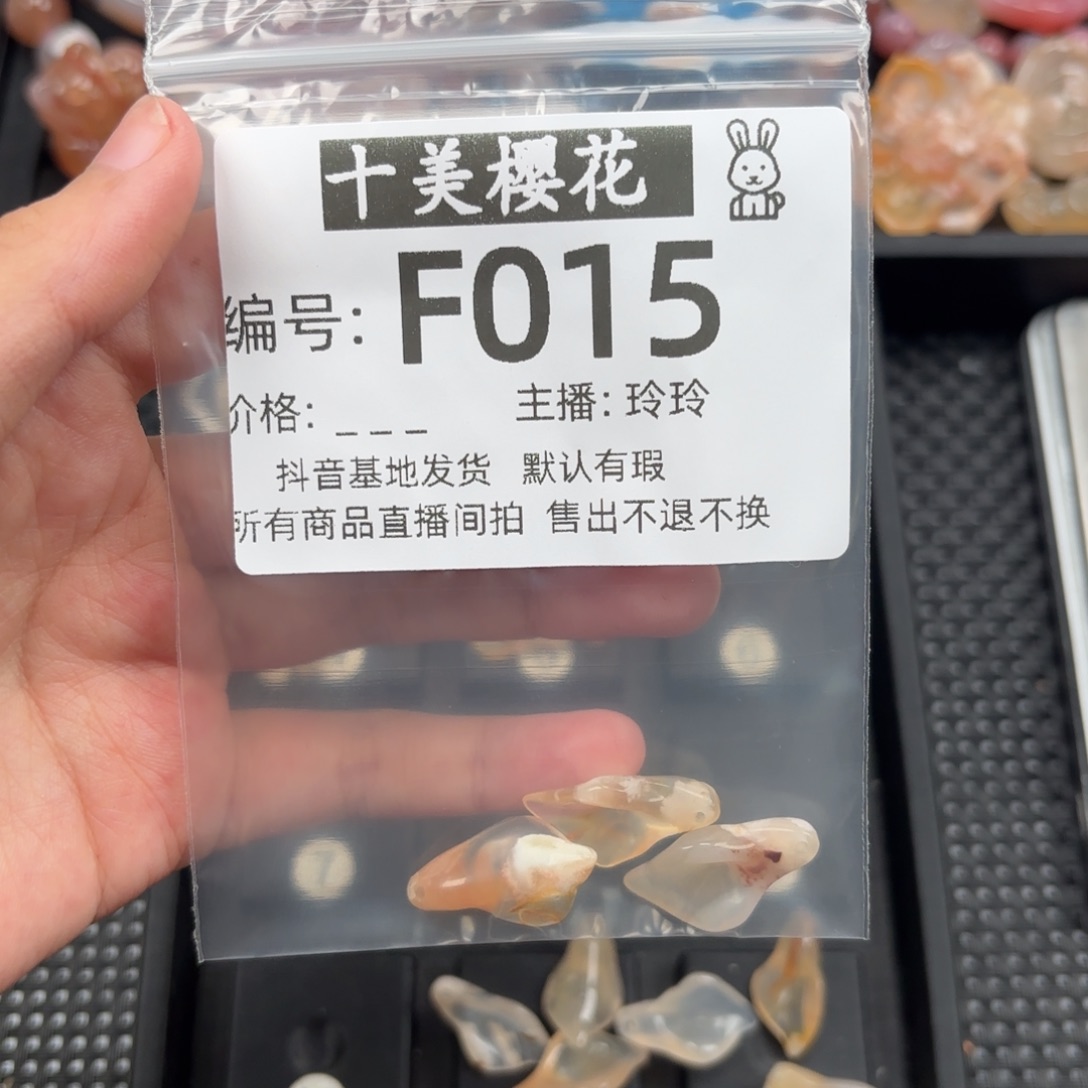 十美樱花
编号: F015
价格: _ _ _ 主播: 玲玲
抖音基地发货 默认有瑕
所有商品直播间拍 售出不退不换
7